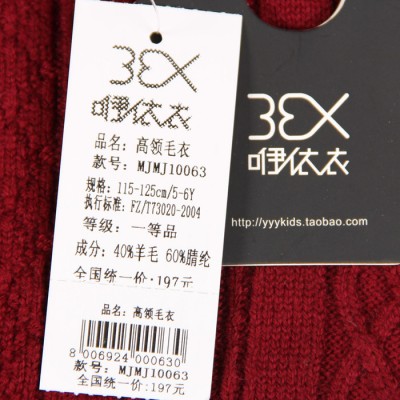 3EX
咿依衣
品名: 高领毛衣
款号: MJMJ10063
规格: 115-125cm/5-6Y
执行标准: FZ/T73020-2004
等级: 一等品
成分: 40%羊毛 60%腈纶
全国统一价:197元
品名: 高领毛衣
8 006924 000630
款号: MJMJ10063
全国统一价:197元
3EX
咿依衣
http://yyykids.taobao.com